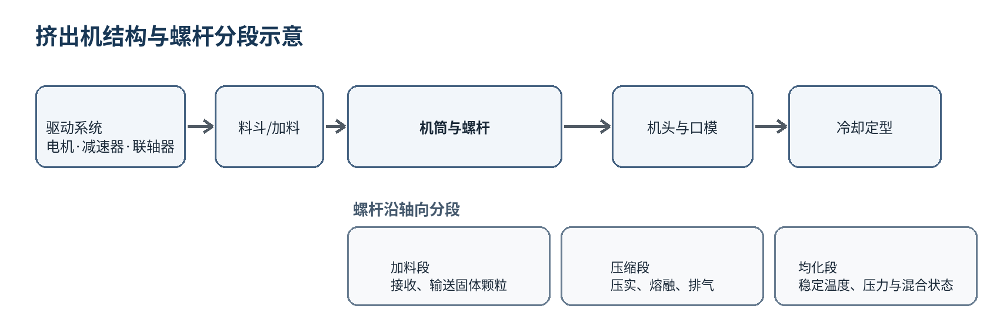 挤出机结构与螺杆分段示意
驱动系统
电机·减速器·联轴器
料斗/加料
机筒与螺杆
机头与口模
冷却定型
螺杆沿轴向分段
加料段
接收、输送固体颗粒
压缩段
压实、熔融、排气
均化段
稳定温度、压力与混合状态